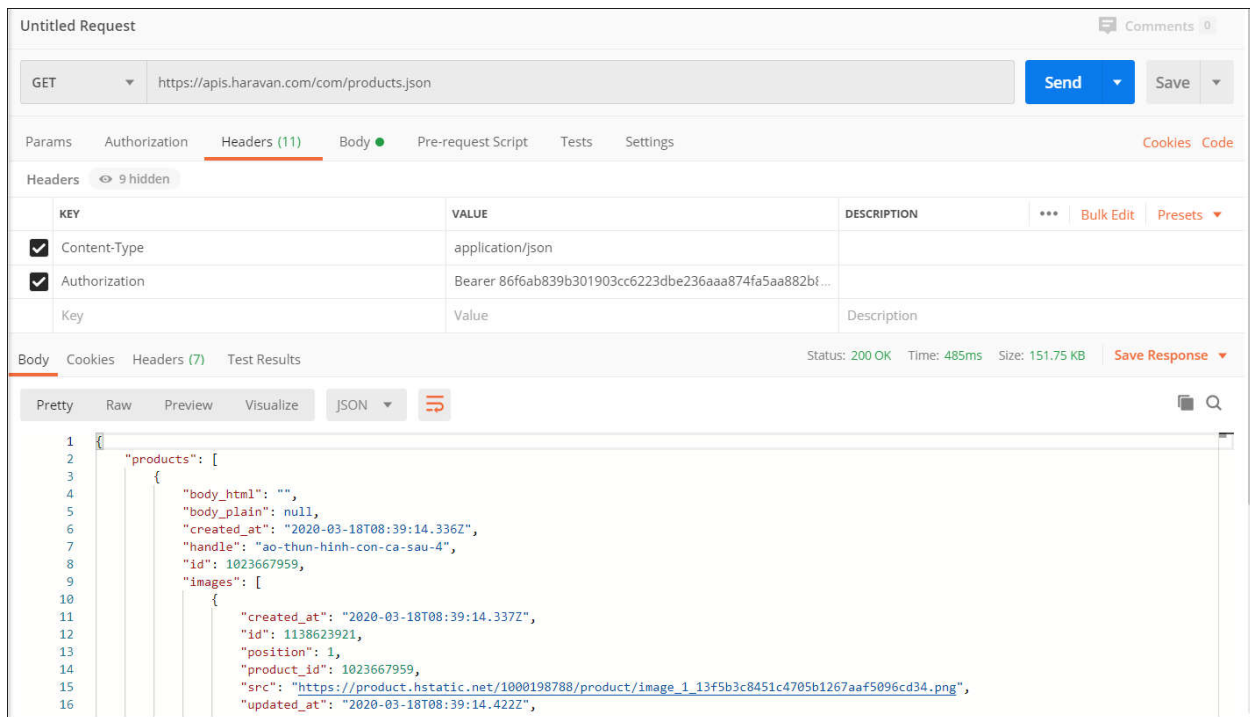 Untitled Request Comments 0
GET https://apis.haravan.com/com/products.json Send Save
Params Authorization Headers (11) Body Pre-request Script Tests Settings Cookies Code
Headers 9 hidden
KEY VALUE DESCRIPTION ••• Bulk Edit Presets
Content-Type application/json
Authorization Bearer 86f6ab839b301903cc6223dbe236aaa874fa5aa882b8...
Key Value Description
Body Cookies Headers (7) Test Results Status: 200 OK Time: 485ms Size: 151.75 KB Save Response
Pretty Raw Preview Visualize JSON
1 {
2 "products": [
3 {
4 "body_html": "",
5 "body_plain": null,
6 "created_at": "2020-03-18T08:39:14.336Z",
7 "handle": "ao-thun-hinh-con-ca-sau-4",
8 "id": 1023667959,
9 "images": [
10 {
11 "created_at": "2020-03-18T08:39:14.337Z",
12 "id": 1138623921,
13 "position": 1,
14 "product_id": 1023667959,
15 "src": "https://product.hstatic.net/1000198788/product/image_1_13f5b3c8451c4705b1267aaf5096cd34.png",
16 "updated_at": "2020-03-18T08:39:14.422Z",